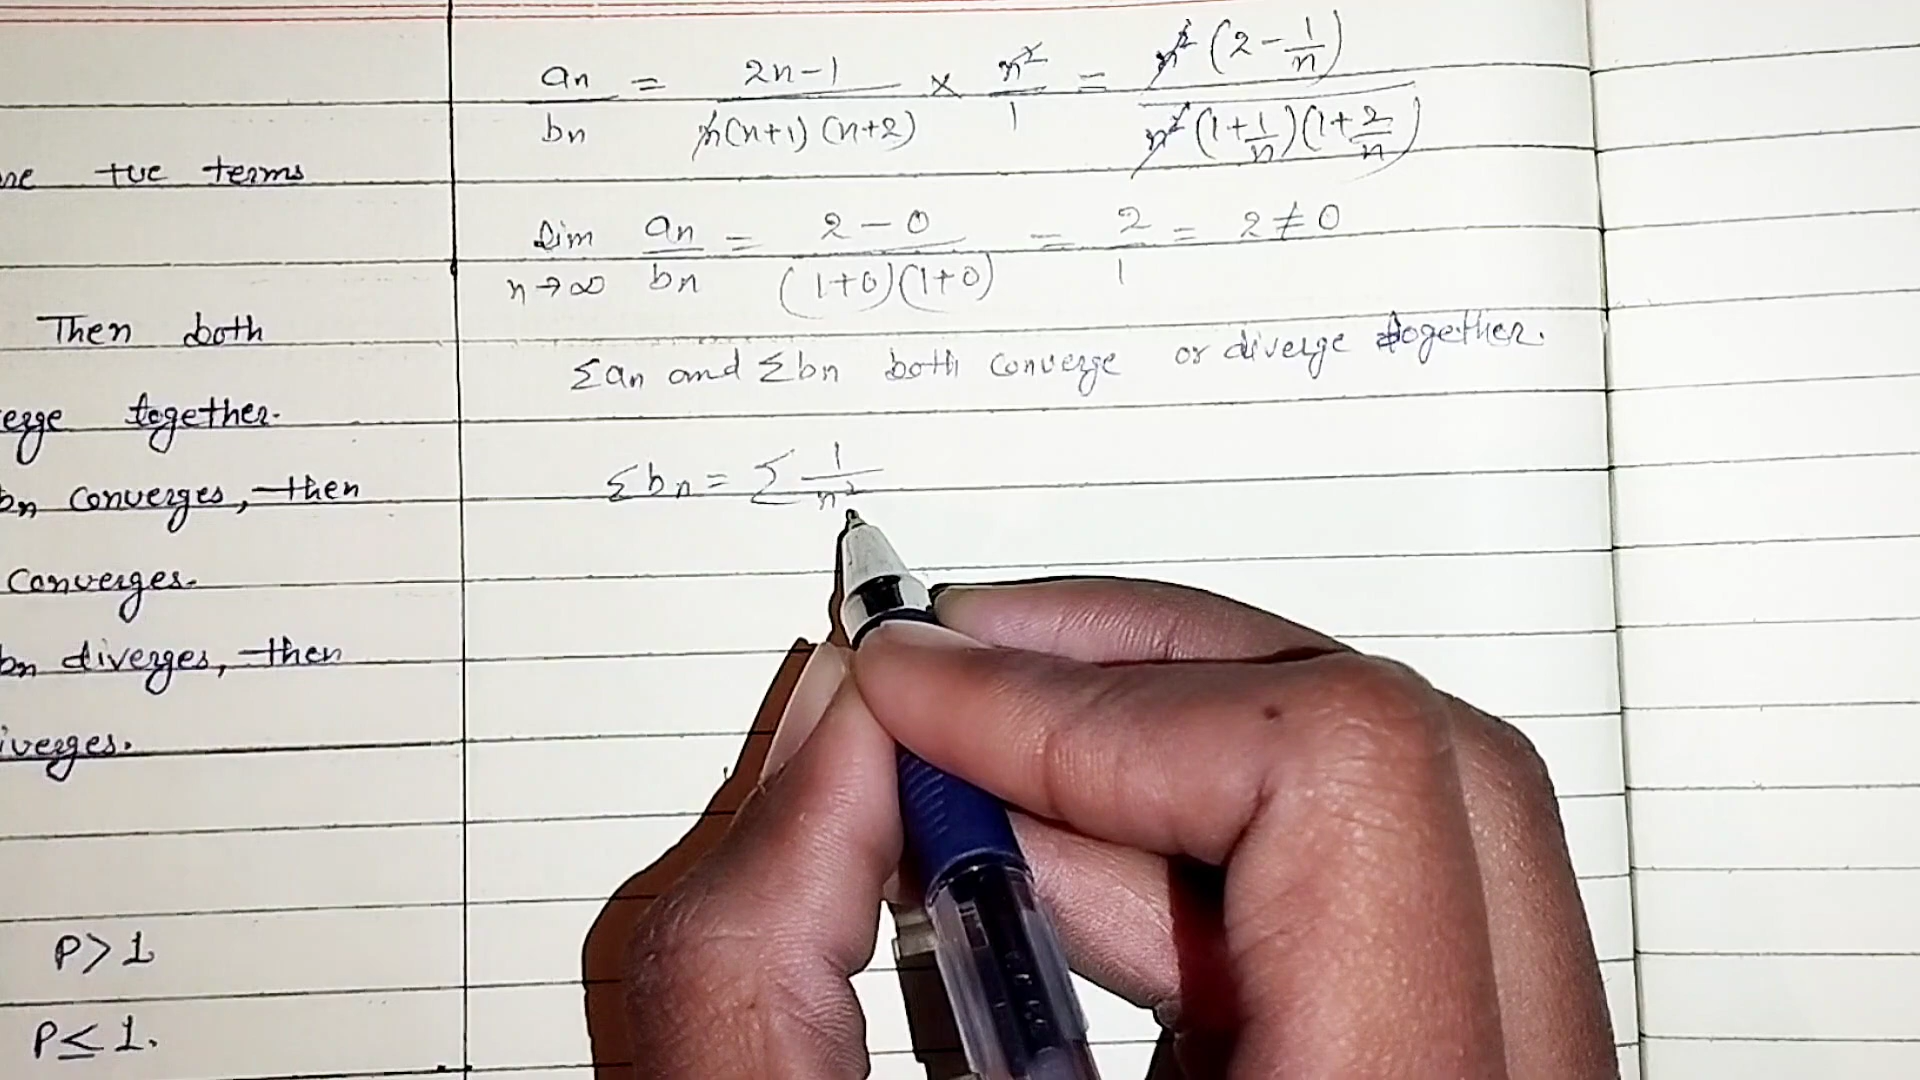 +ve terms
Then both
together.
bn converges, then
converges.
bn diverges, then
P>1
P≤1.
an/bn = 2n-1/n(n+1)(n+2) × n²/1 = n²(2-1/n)/n²(1+1/n)(1+2/n)
lim n→∞ an/bn = 2-0/(1+0)(1+0) = 2/1 = 2≠0
Σan and Σbn both converge or diverge together.
Σbn = Σ 1/n²